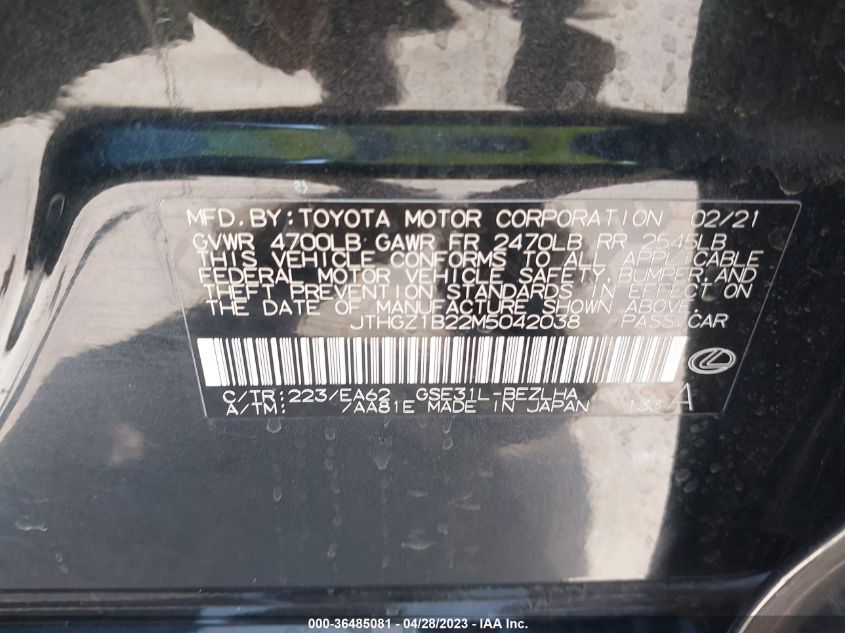 MFD. BY: TOYOTA MOTOR CORPORATION 02/21
GVWR 4700LB GAWR FR 2470LB RR 2545LB
THIS VEHICLE CONFORMS TO ALL APPLICABLE
FEDERAL MOTOR VEHICLE SAFETY, BUMPER, AND
THEFT PREVENTION STANDARDS IN EFFECT ON
THE DATE OF MANUFACTURE SHOWN ABOVE.
JTHGZ1B22M5042038 PASS. CAR
C/TR: 223/EA62 GSE31L-BEZLHA
A/TM: /AA81E MADE IN JAPAN A
000-36485081 - 04/28/2023 - IAA Inc.